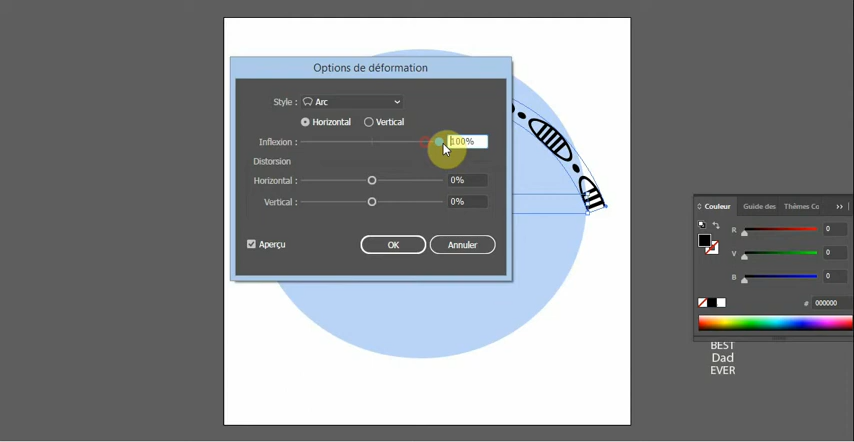 Options de déformation
Style : Arc
Horizontal Vertical
Inflexion : 100%
Distorsion
Horizontal : 0%
Vertical : 0%
Aperçu OK Annuler
Couleur Guide des Thèmes Co
R 0
V 0
B 0
# 000000
BEST
Dad
EVER